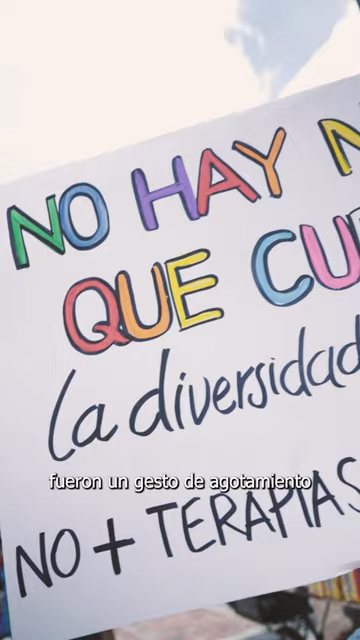 NO HAY N
QUE CU
La diversidad
fueron un gesto de agotamiento
NO + TERAPIAS